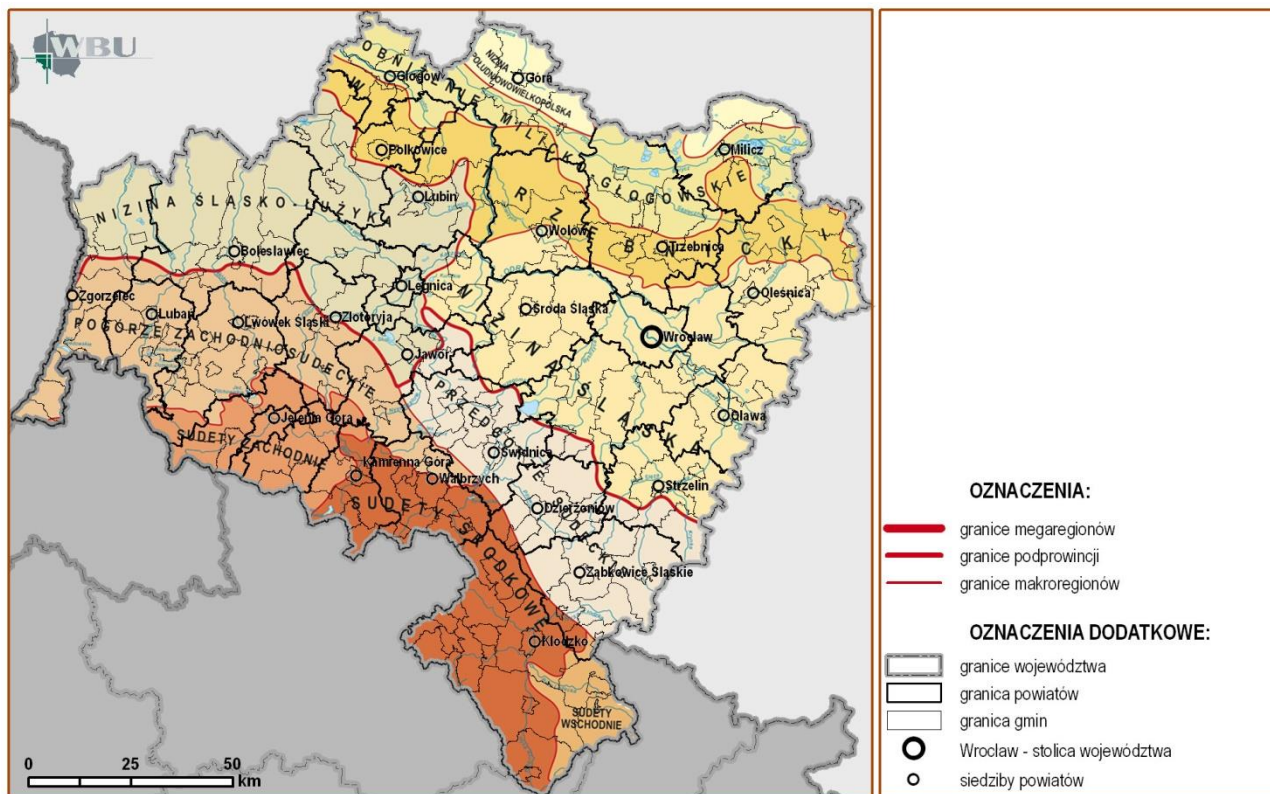 WBU
OBNIŻENIE MILICKO-GŁOGOWSKIE
NIZINA
POŁUDNIOWOWIELKOPOLSKA
Głogów
Góra
WAŁ TRZEBNICKI
Polkowice
Milicz
Lubin
NIZINA ŚLĄSKO-ŁUŻYKA
Wołów
Trzebnica
Bolesławiec
Legnica
Oleśnica
Zgorzelec
Lubań
Lwówek Śląski
Złotoryja
Środa Śląska
Wrocław
POGÓRZE ZACHODNIOSUDECKIE
Jawor
NIZINA ŚLĄSKA
Jelenia Góra
Oława
SUDETY ZACHODNIE
Świdnica
Kamienna Góra
Wałbrzych
Strzelin
SUDETY ŚRODKOWE
Dzierżoniów
Ząbkowice Śląskie
Kłodzko
SUDETY
WSCHODNIE
0 25 50
km
OZNACZENIA:
granice megaregionów
granice podprowincji
granice makroregionów
OZNACZENIA DODATKOWE:
granice województwa
granica powiatów
granica gmin
Wrocław - stolica województwa
siedziby powiatów